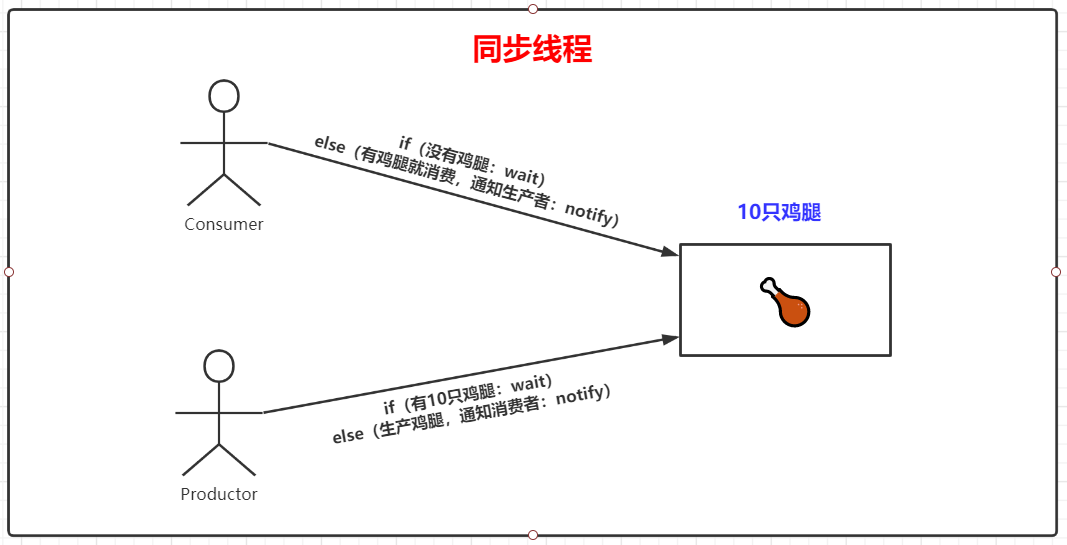 同步线程
if（没有鸡腿：wait）
else（有鸡腿就消费，通知生产者：notify）
Consumer
10只鸡腿
if（有10只鸡腿：wait）
else（生产鸡腿，通知消费者：notify）
Productor